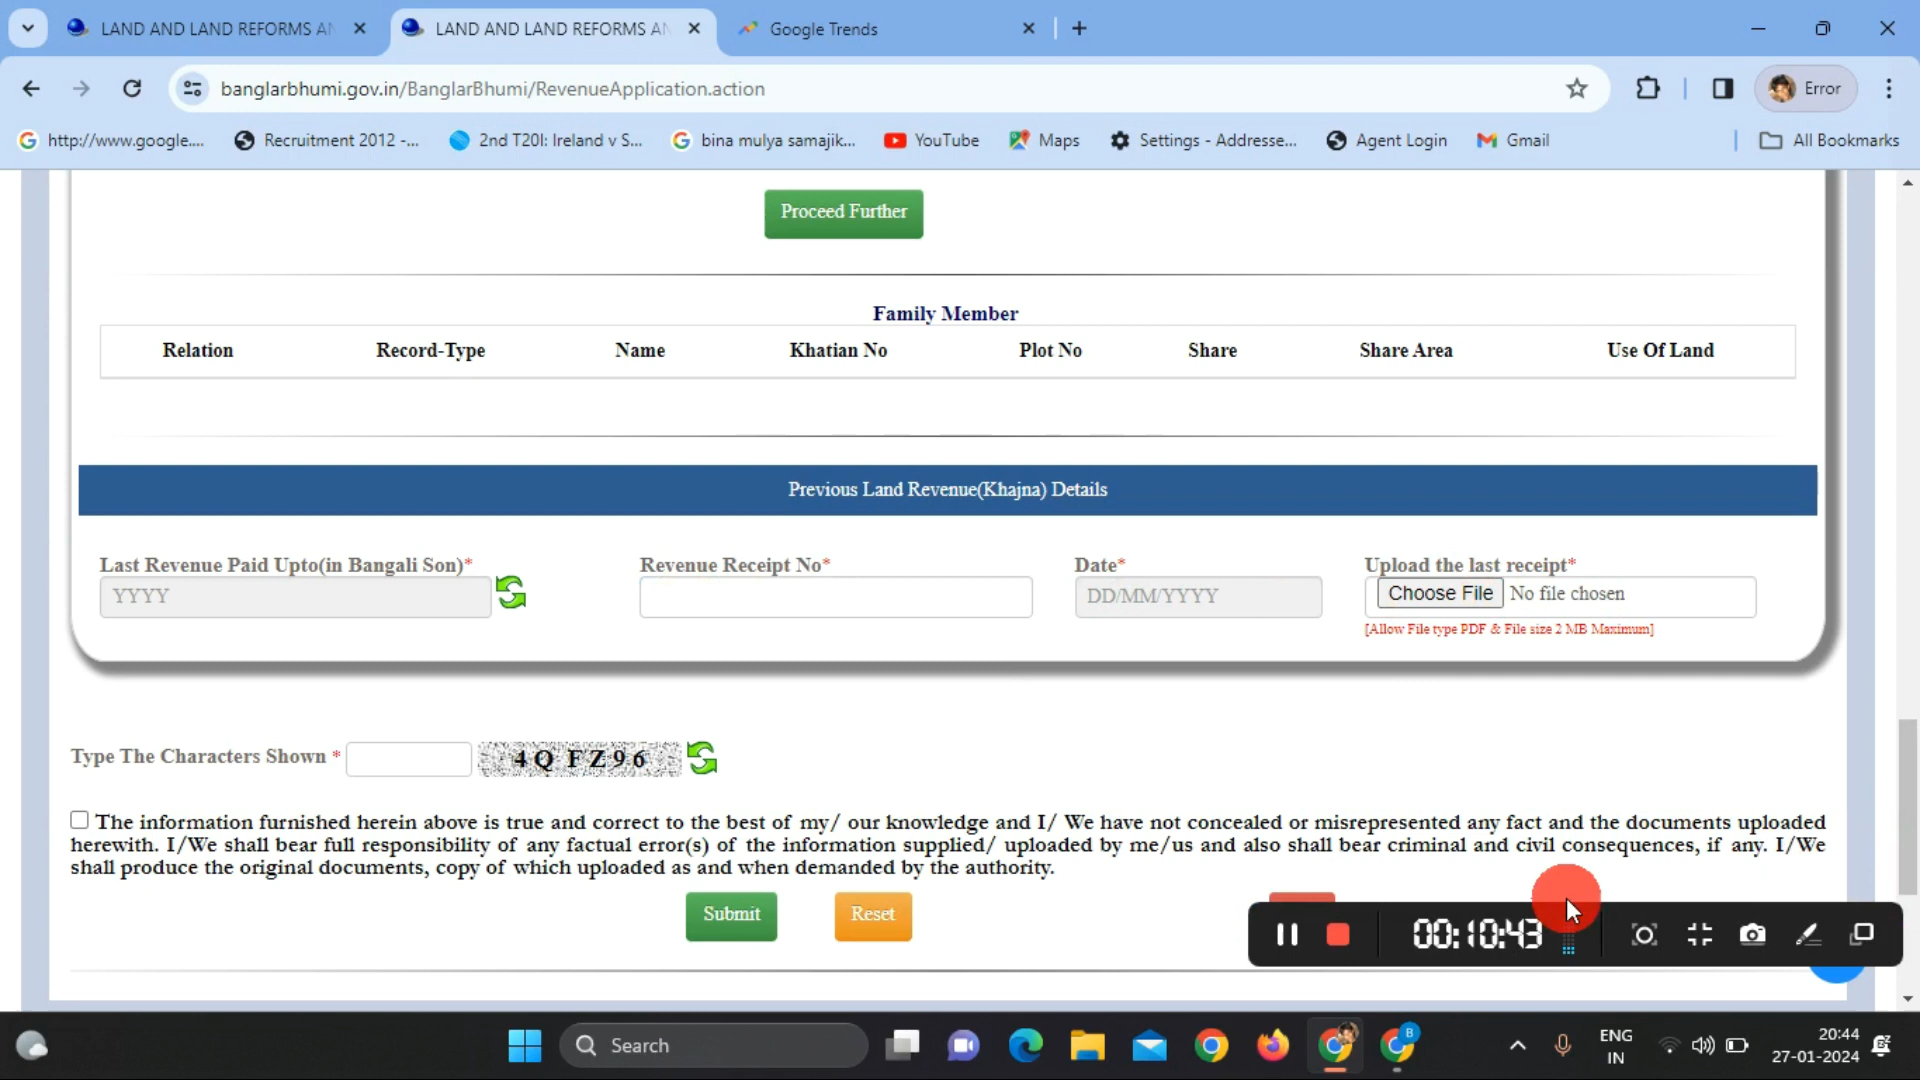 LAND AND LAND REFORMS AN
LAND AND LAND REFORMS AN
Google Trends
banglarbhumi.gov.in/BanglarBhumi/RevenueApplication.action
Error
http://www.google....
Recruitment 2012 -...
2nd T20I: Ireland v S...
bina mulya samajik...
YouTube
Maps
Settings - Addresse...
Agent Login
Gmail
All Bookmarks
Proceed Further
Family Member
Relation Record-Type Name Khatian No Plot No Share Share Area Use Of Land
Previous Land Revenue(Khajna) Details
Last Revenue Paid Upto(in Bangali Son)* Revenue Receipt No* Date* Upload the last receipt*
YYYY DD/MM/YYYY Choose File No file chosen
[Allow File type PDF & File size 2 MB Maximum]
Type The Characters Shown * 4Q FZ96
The information furnished herein above is true and correct to the best of my/ our knowledge and I/ We have not concealed or misrepresented any fact and the documents uploaded
herewith. I/We shall bear full responsibility of any factual error(s) of the information supplied/ uploaded by me/us and also shall bear criminal and civil consequences, if any. I/We
shall produce the original documents, copy of which uploaded as and when demanded by the authority.
Submit Reset
00:10:43
Search
B
ENG
IN
20:44
27-01-2024